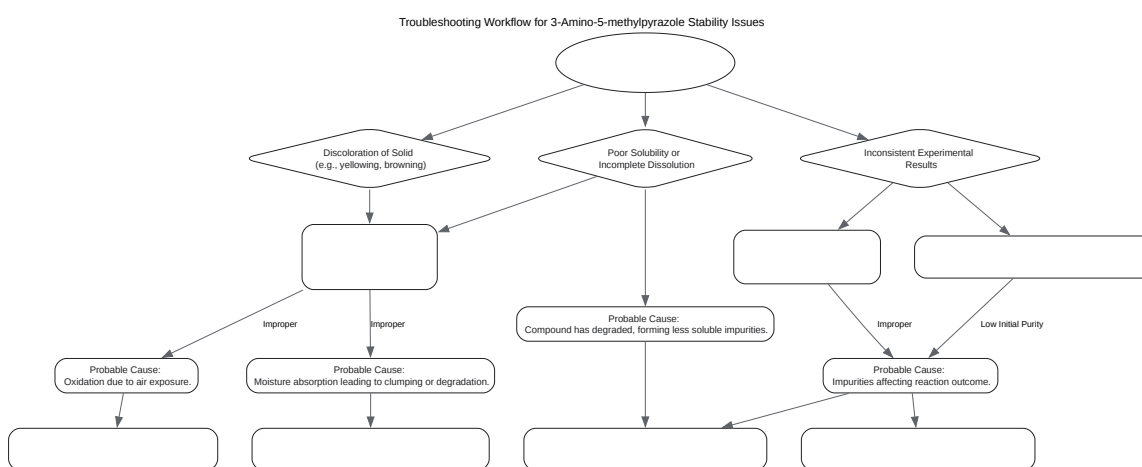 Troubleshooting Workflow for 3-Amino-5-methylpyrazole Stability Issues
Discoloration of Solid
(e.g., yellowing, browning)
Poor Solubility or
Incomplete Dissolution
Inconsistent Experimental
Results
Improper
Improper
Improper
Low Initial Purity
Probable Cause:
Compound has degraded, forming less soluble impurities.
Probable Cause:
Oxidation due to air exposure.
Probable Cause:
Moisture absorption leading to clumping or degradation.
Probable Cause:
Impurities affecting reaction outcome.